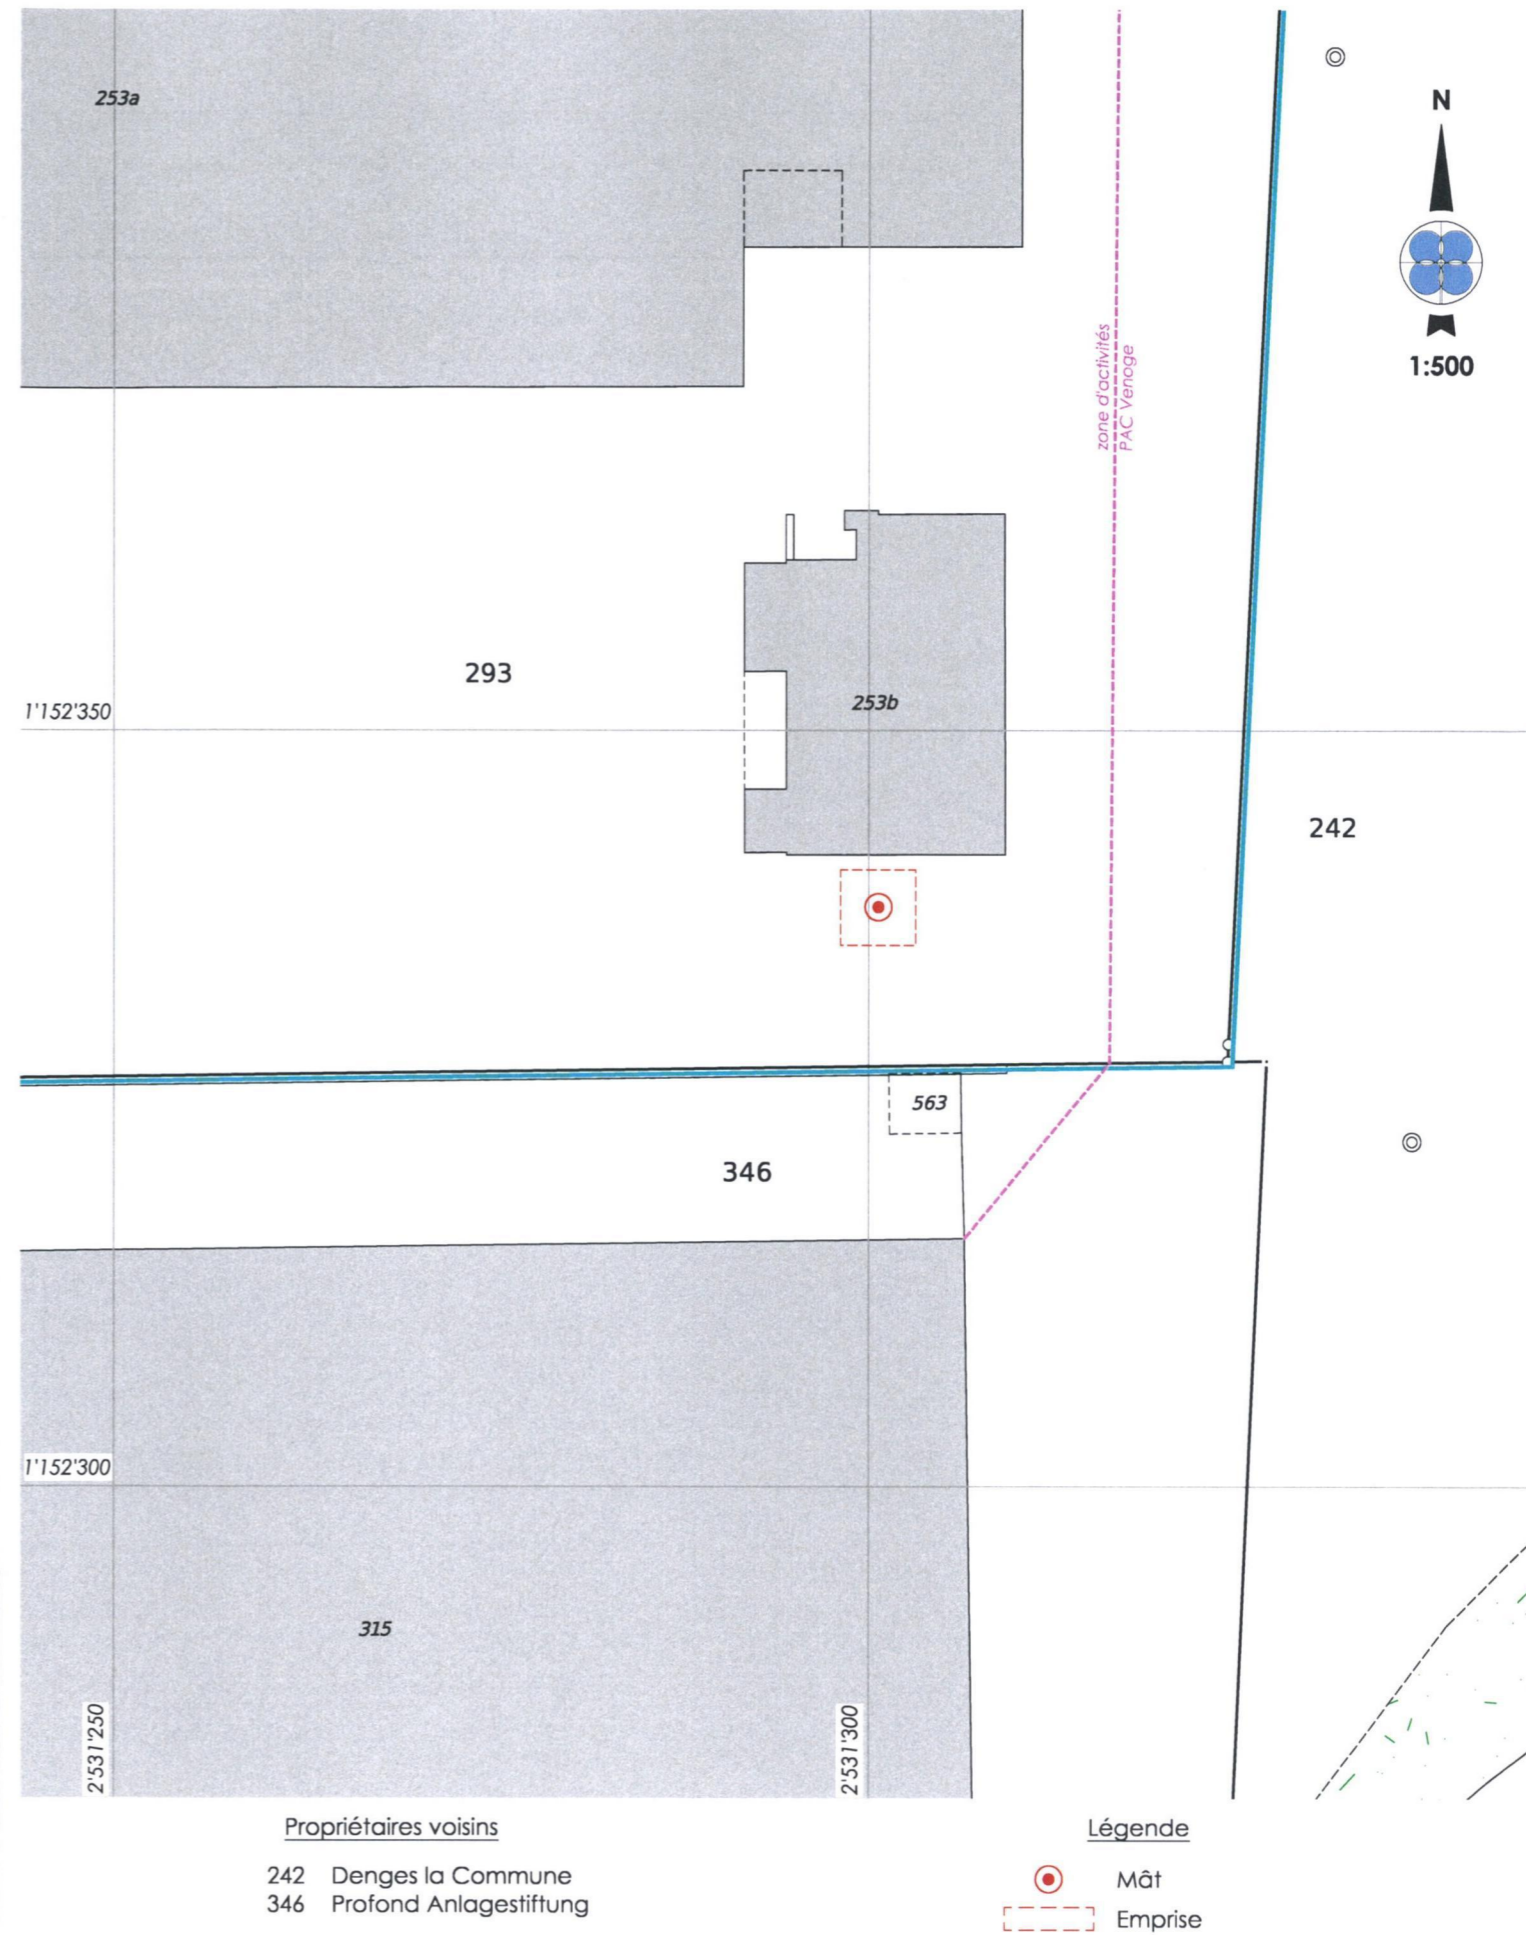 253a
N
1:500
zone d'activités
PAC Venoge
293
253b
1'152'350
242
563
346
1'152'300
315
2'531'250
2'531'300
Propriétaires voisins
242 Denges la Commune
346 Profond Anlagestiftung
Légende
Mât
Emprise